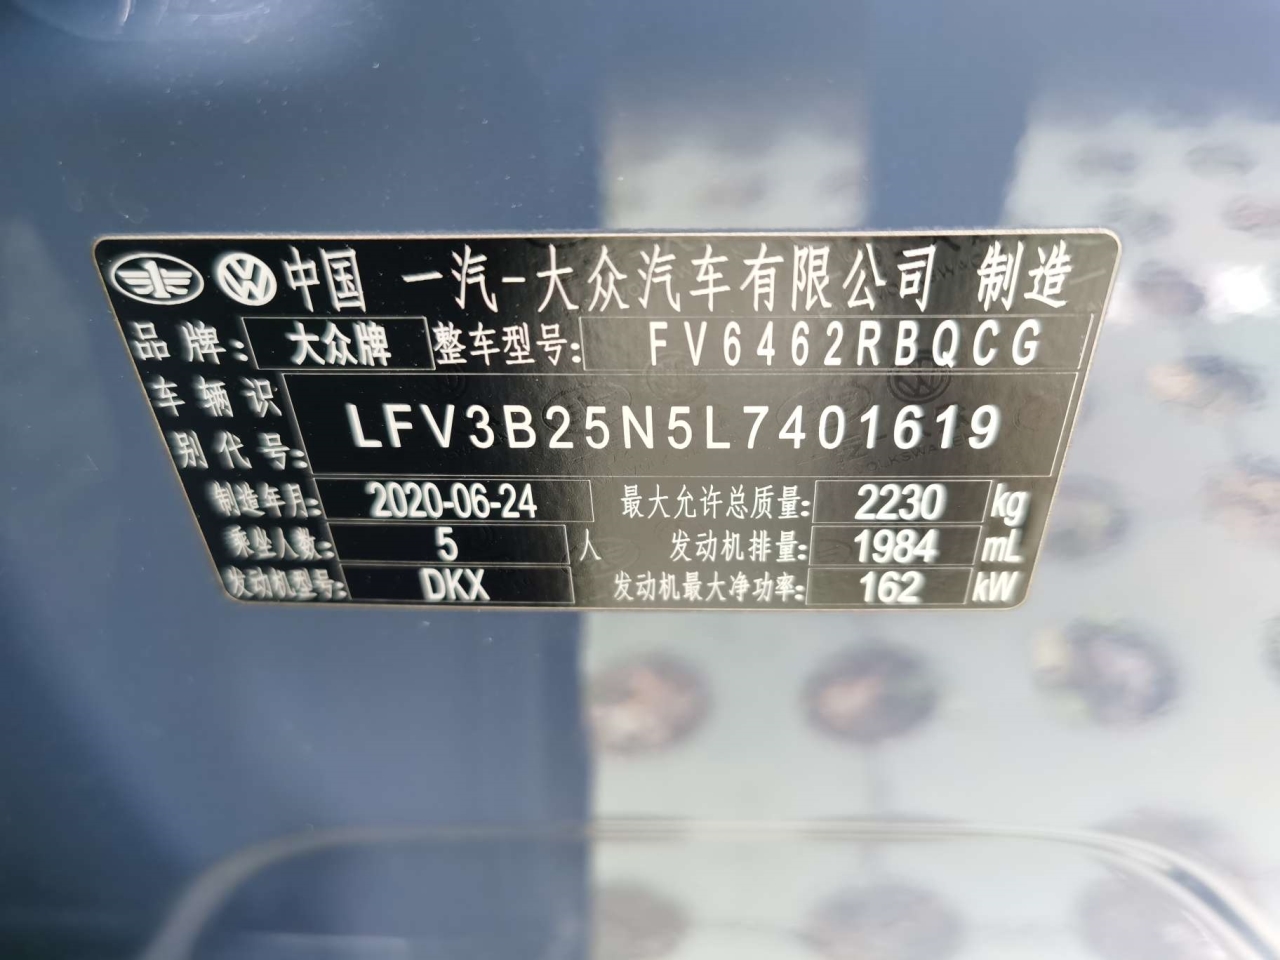 中国 一汽-大众汽车有限公司 制造
品牌: 大众牌 整车型号: FV6462RBQCG
车辆识别代号: LFV3B25N5L7401619
制造年月: 2020-06-24 最大允许总质量: 2230 kg
乘坐人数: 5 人 发动机排量: 1984 mL
发动机型号: DKX 发动机最大净功率: 162 kW